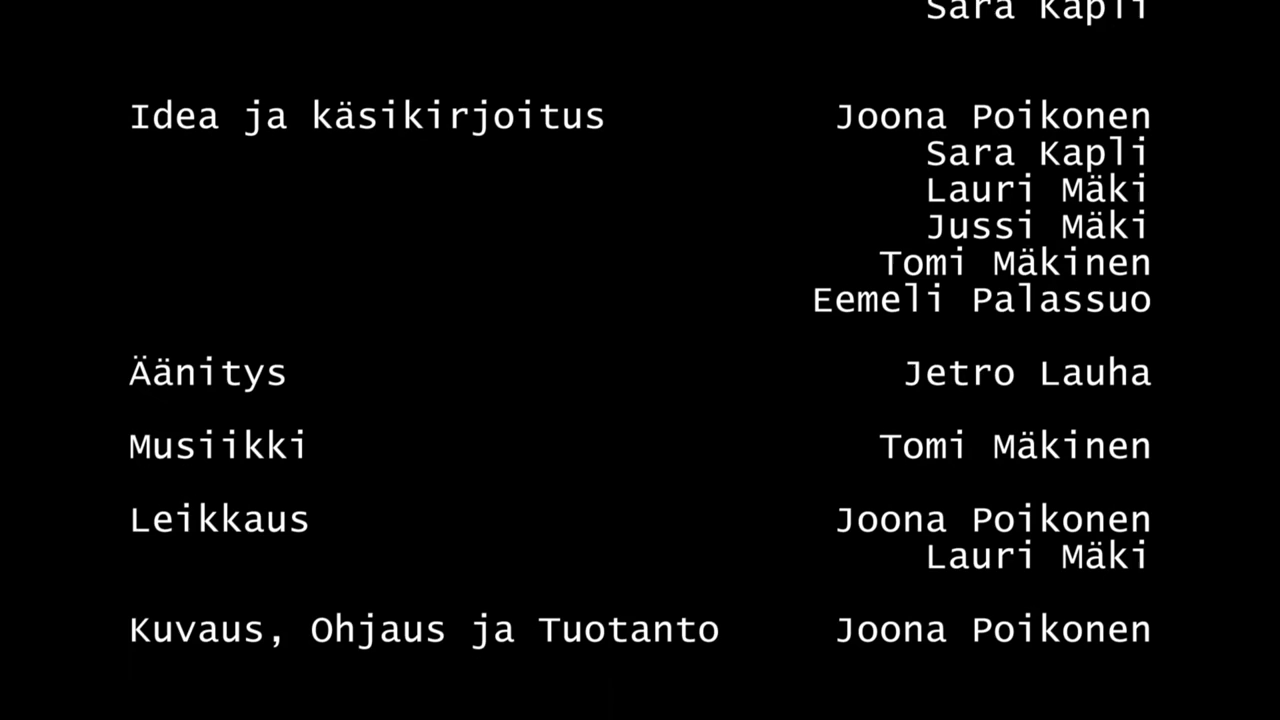 Sara Kapli
Idea ja käsikirjoitus Joona Poikonen
Sara Kapli
Lauri Mäki
Jussi Mäki
Tomi Mäkinen
Eemeli Palassuo
Äänitys Jetro Lauha
Musiikki Tomi Mäkinen
Leikkaus Joona Poikonen
Lauri Mäki
Kuvaus, Ohjaus ja Tuotanto Joona Poikonen